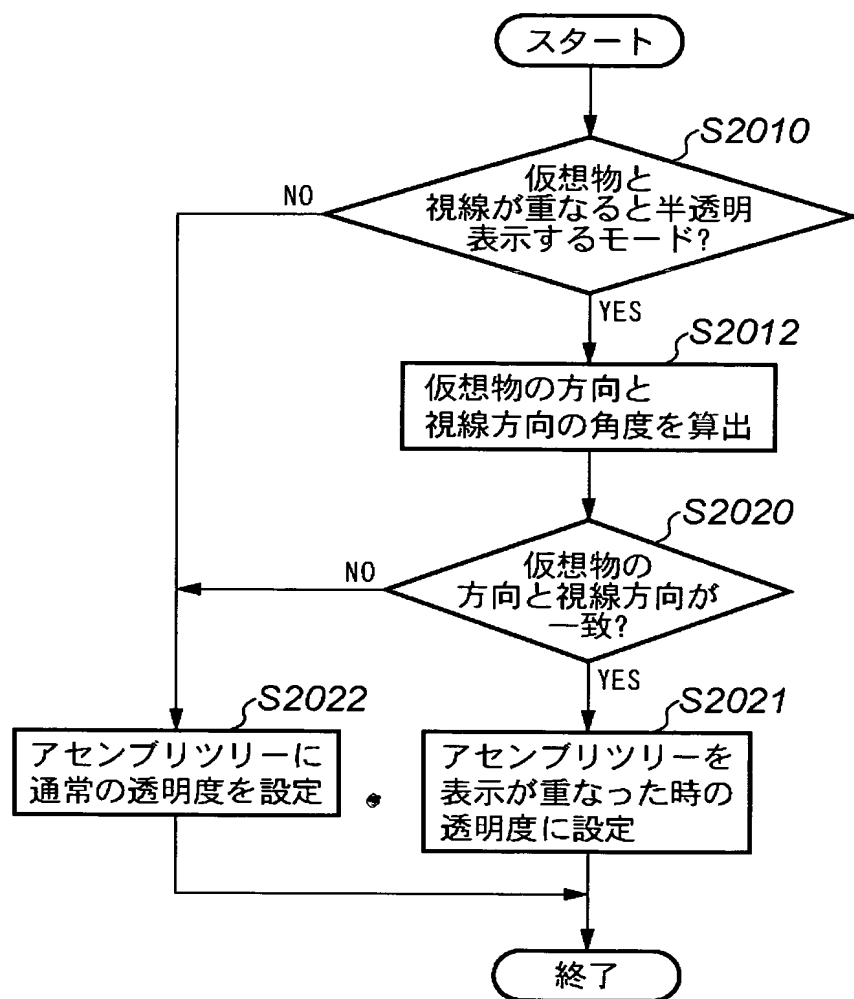 スタート
S2010
仮想物と
視線が重なると半透明
表示するモード?
NO
YES
S2012
仮想物の方向と
視線方向の角度を算出
S2020
仮想物の
方向と視線方向が
一致?
NO
YES
S2022
アセンブリツリーに
通常の透明度を設定
S2021
アセンブリツリーを
表示が重なった時の
透明度に設定
終了